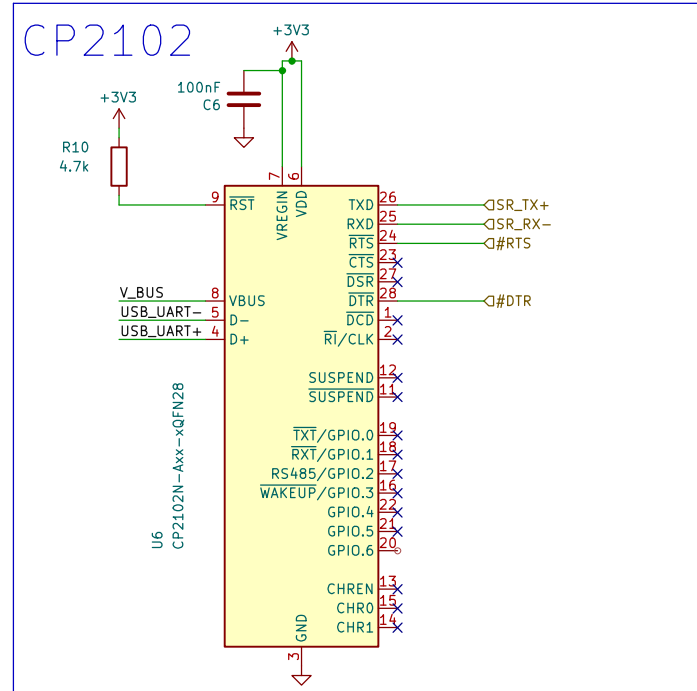 CP2102
+3V3
100nF
C6
+3V3
R10
4.7k
7
6
VREGIN
VDD
9
RST
V_BUS
8
VBUS
USB_UART-
5
D-
USB_UART+
4
D+
TXD
26
SR_TX+
RXD
25
SR_RX-
RTS
24
#RTS
CTS
23
DSR
27
DTR
28
#DTR
DCD
1
RI/CLK
2
SUSPEND
12
SUSPEND
11
TXT/GPIO.0
19
RXT/GPIO.1
18
RS485/GPIO.2
17
WAKEUP/GPIO.3
16
GPIO.4
22
GPIO.5
21
GPIO.6
20
CHREN
13
CHR0
15
CHR1
14
U6
CP2102N-Axx-xQFN28
GND
3